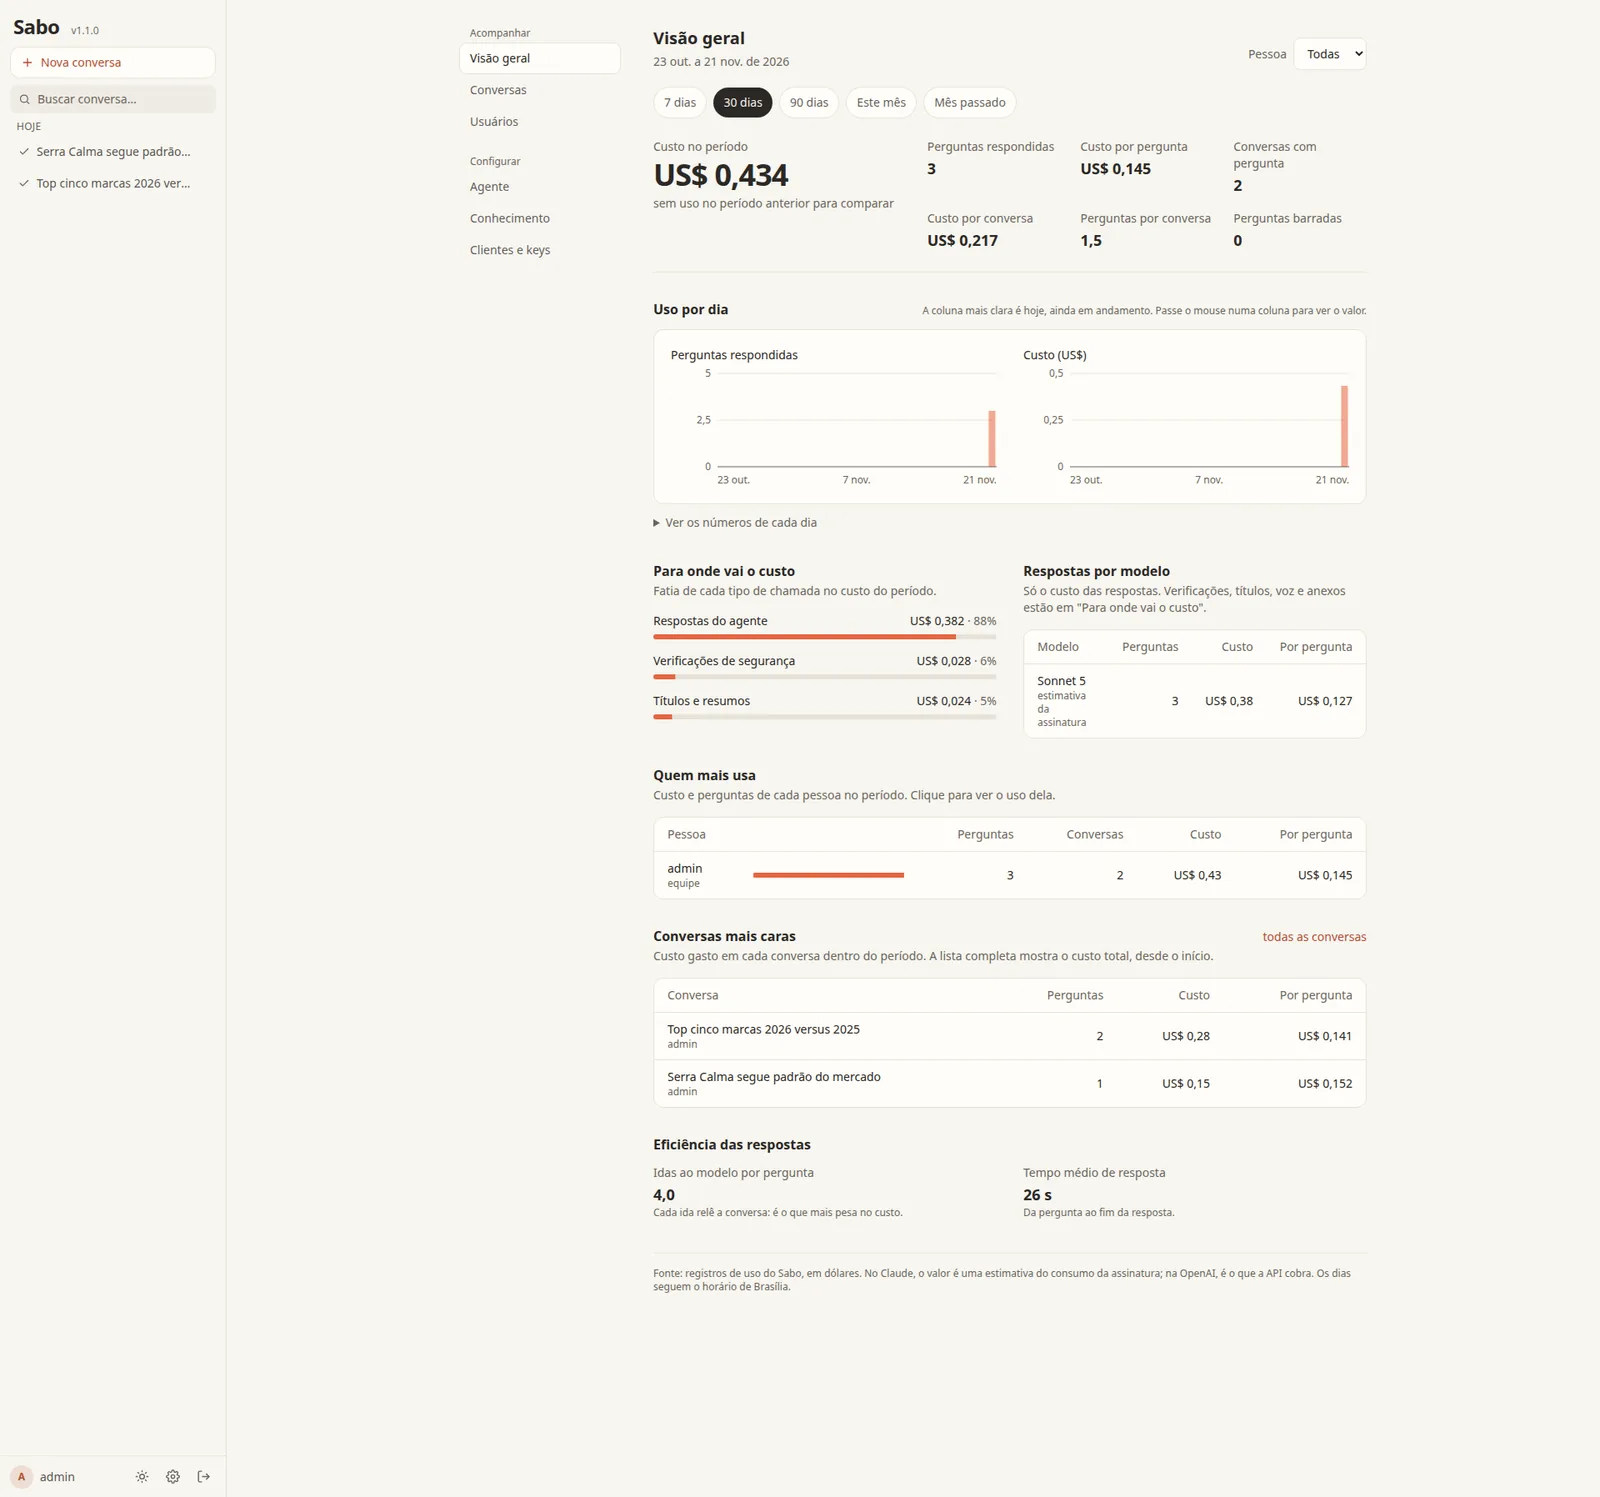 Sabo v1.1.0
Nova conversa
Buscar conversa...
HOJE
Serra Calma segue padrão...
Top cinco marcas 2026 ver...
Acompanhar
Visão geral
Conversas
Usuários
Configurar
Agente
Conhecimento
Clientes e keys
Visão geral
23 out. a 21 nov. de 2026
Pessoa Todas
7 dias 30 dias 90 dias Este mês Mês passado
Custo no período
US$ 0,434
sem uso no período anterior para comparar
Perguntas respondidas
3
Custo por pergunta
US$ 0,145
Conversas com
pergunta
2
Custo por conversa
US$ 0,217
Perguntas por conversa
1,5
Perguntas barradas
0
Uso por dia
A coluna mais clara é hoje, ainda em andamento. Passe o mouse numa coluna para ver o valor.
Perguntas respondidas
5
2,5
0
23 out. 7 nov. 21 nov.
Custo (US$)
0,5
0,25
0
23 out. 7 nov. 21 nov.
Ver os números de cada dia
Para onde vai o custo
Fatia de cada tipo de chamada no custo do período.
Respostas do agente US$ 0,382 · 88%
Verificações de segurança US$ 0,028 · 6%
Títulos e resumos US$ 0,024 · 5%
Respostas por modelo
Só o custo das respostas. Verificações, títulos, voz e anexos
estão em "Para onde vai o custo".
Modelo Perguntas Custo Por pergunta
Sonnet 5
estimativa
da
assinatura
3 US$ 0,38 US$ 0,127
Quem mais usa
Custo e perguntas de cada pessoa no período. Clique para ver o uso dela.
Pessoa Perguntas Conversas Custo Por pergunta
admin
equipe
3 2 US$ 0,43 US$ 0,145
Conversas mais caras
todas as conversas
Custo gasto em cada conversa dentro do período. A lista completa mostra o custo total, desde o início.
Conversa Perguntas Custo Por pergunta
Top cinco marcas 2026 versus 2025
admin
2 US$ 0,28 US$ 0,141
Serra Calma segue padrão do mercado
admin
1 US$ 0,15 US$ 0,152
Eficiência das respostas
Idas ao modelo por pergunta
4,0
Cada ida relê a conversa: é o que mais pesa no custo.
Tempo médio de resposta
26 s
Da pergunta ao fim da resposta.
Fonte: registros de uso do Sabo, em dólares. No Claude, o valor é uma estimativa do consumo da assinatura; na OpenAI, é o que a API cobra. Os dias
seguem o horário de Brasília.
A admin